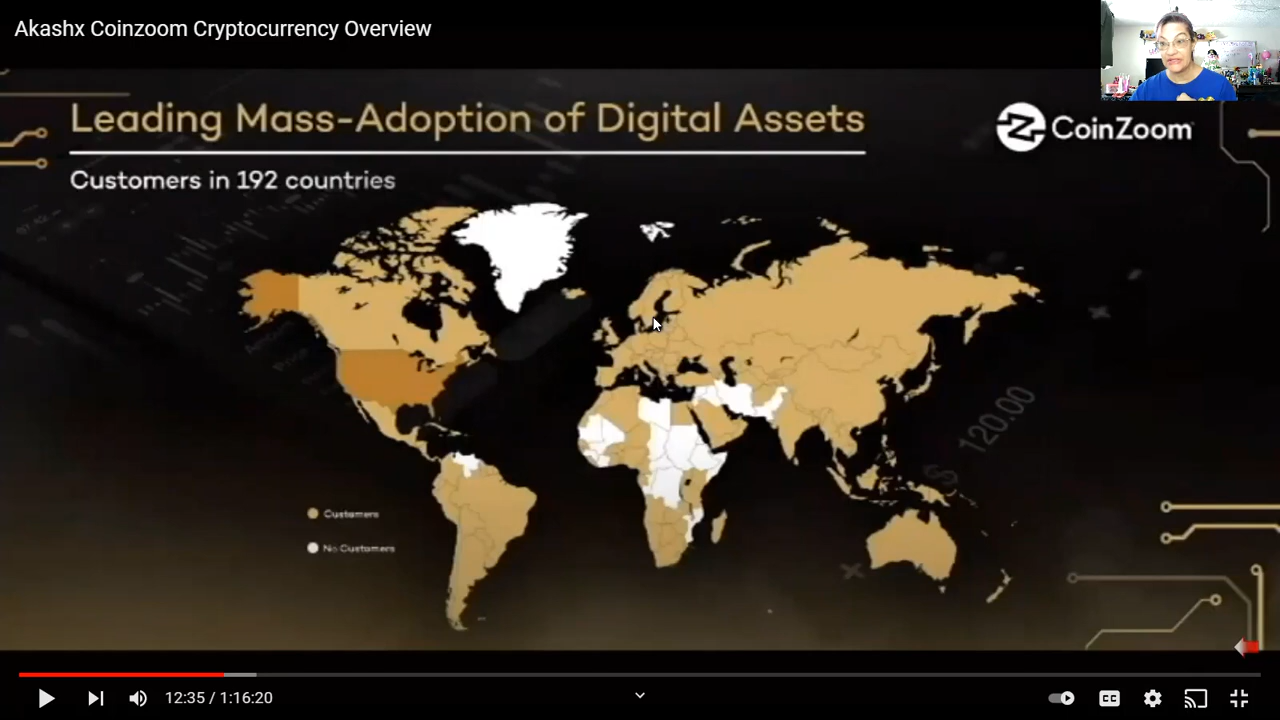 Akashx Coinzoom Cryptocurrency Overview
Leading Mass-Adoption of Digital Assets
CoinZoom
Customers in 192 countries
$ 120.00
Customers
No Customers
12:35 / 1:16:20
CC